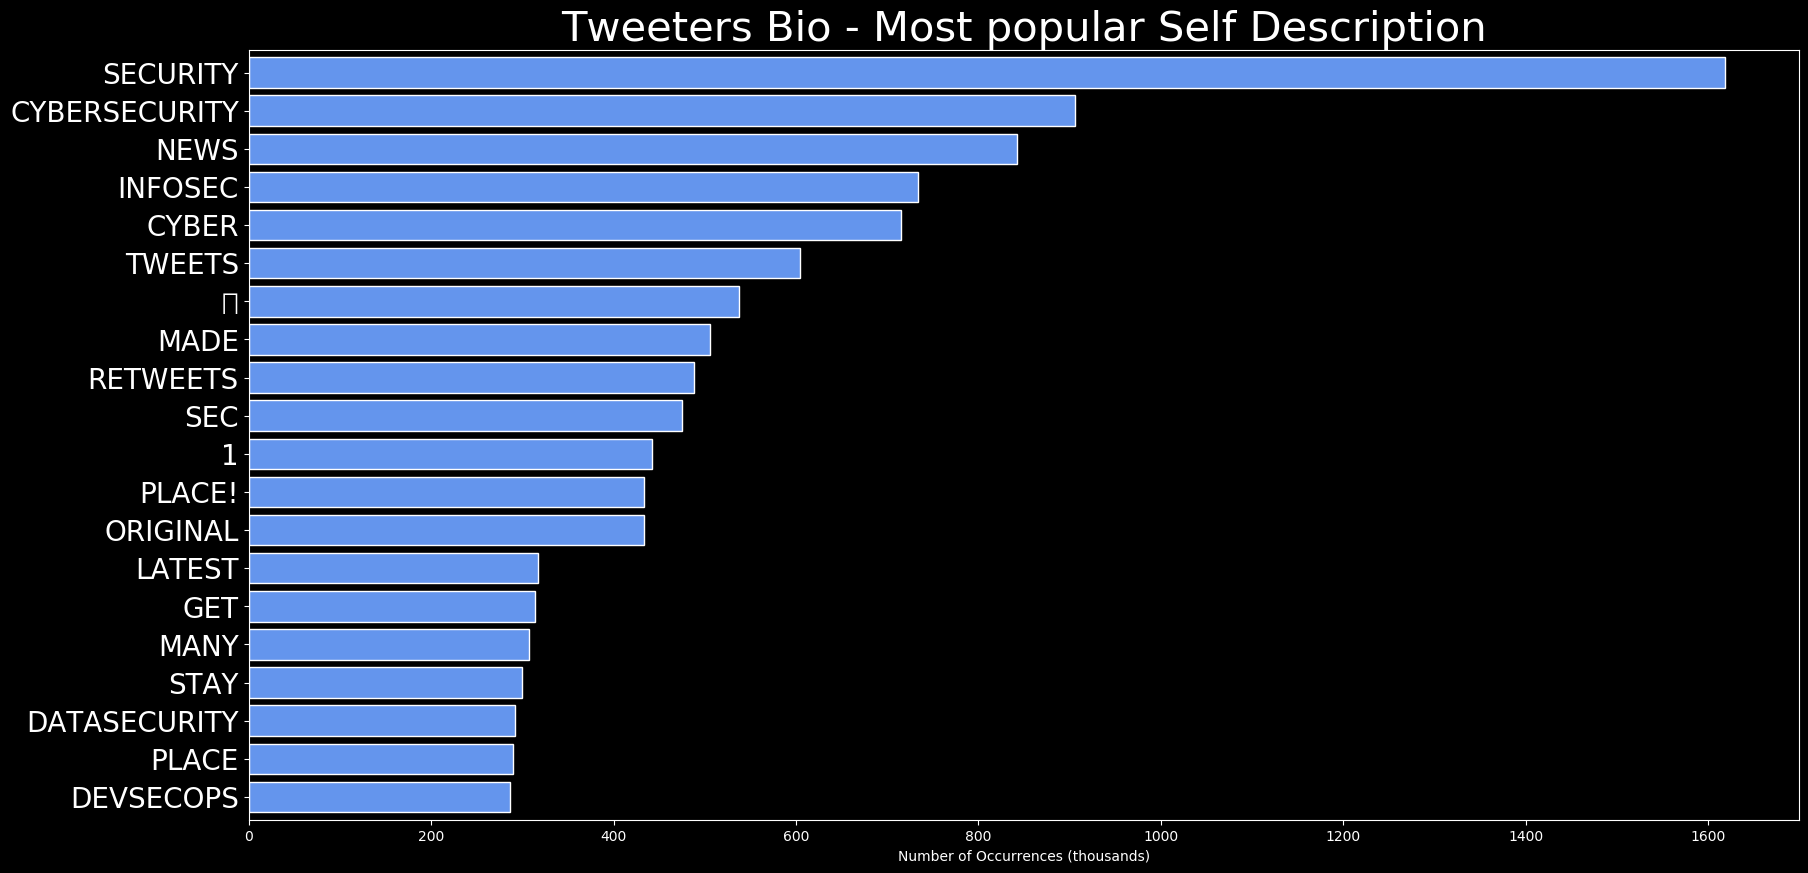 Tweeters Bio - Most popular Self Description
SECURITY
CYBERSECURITY
NEWS
INFOSEC
CYBER
TWEETS
MADE
RETWEETS
SEC
1
PLACE!
ORIGINAL
LATEST
GET
MANY
STAY
DATASECURITY
PLACE
DEVSECOPS
0 200 400 600 800 1000 1200 1400 1600
Number of Occurrences (thousands)